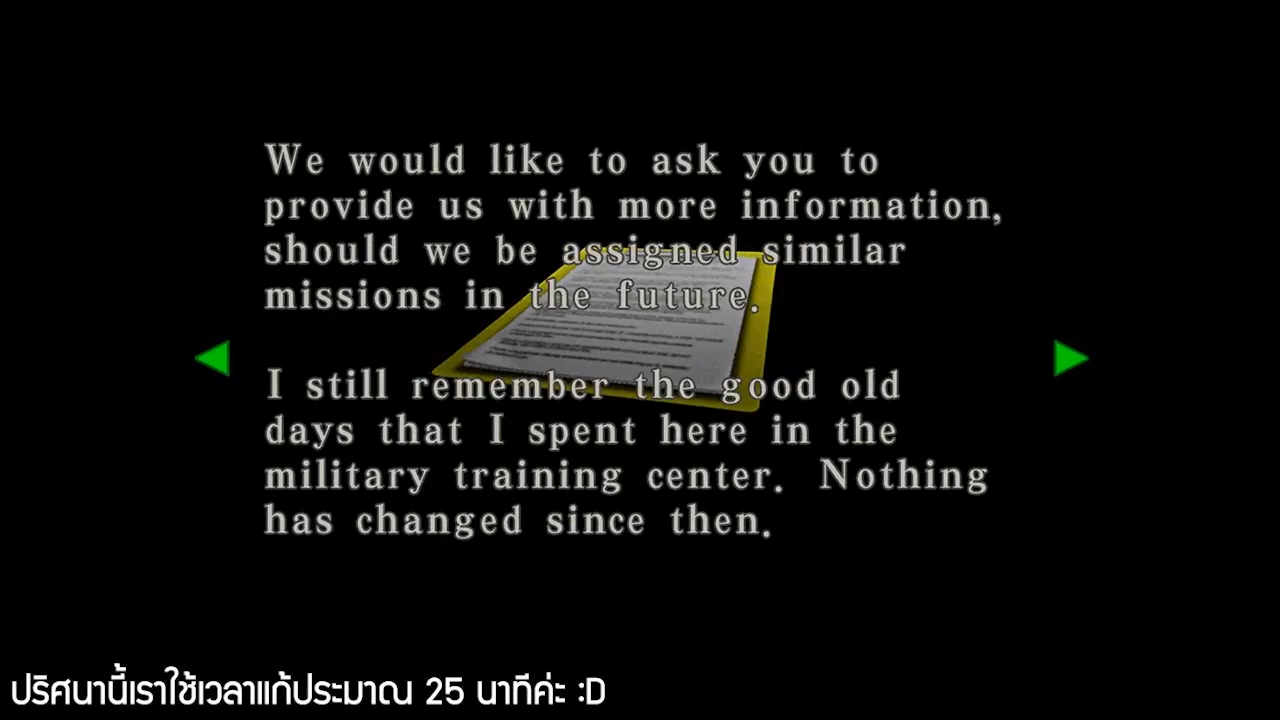 We would like to ask you to
provide us with more information,
should we be assigned similar
missions in the future.
I still remember the good old
days that I spent here in the
military training center. Nothing
has changed since then.
ปริศนานี้เราใช้เวลาแก้ประมาณ 25 นาทีค่ะ :D